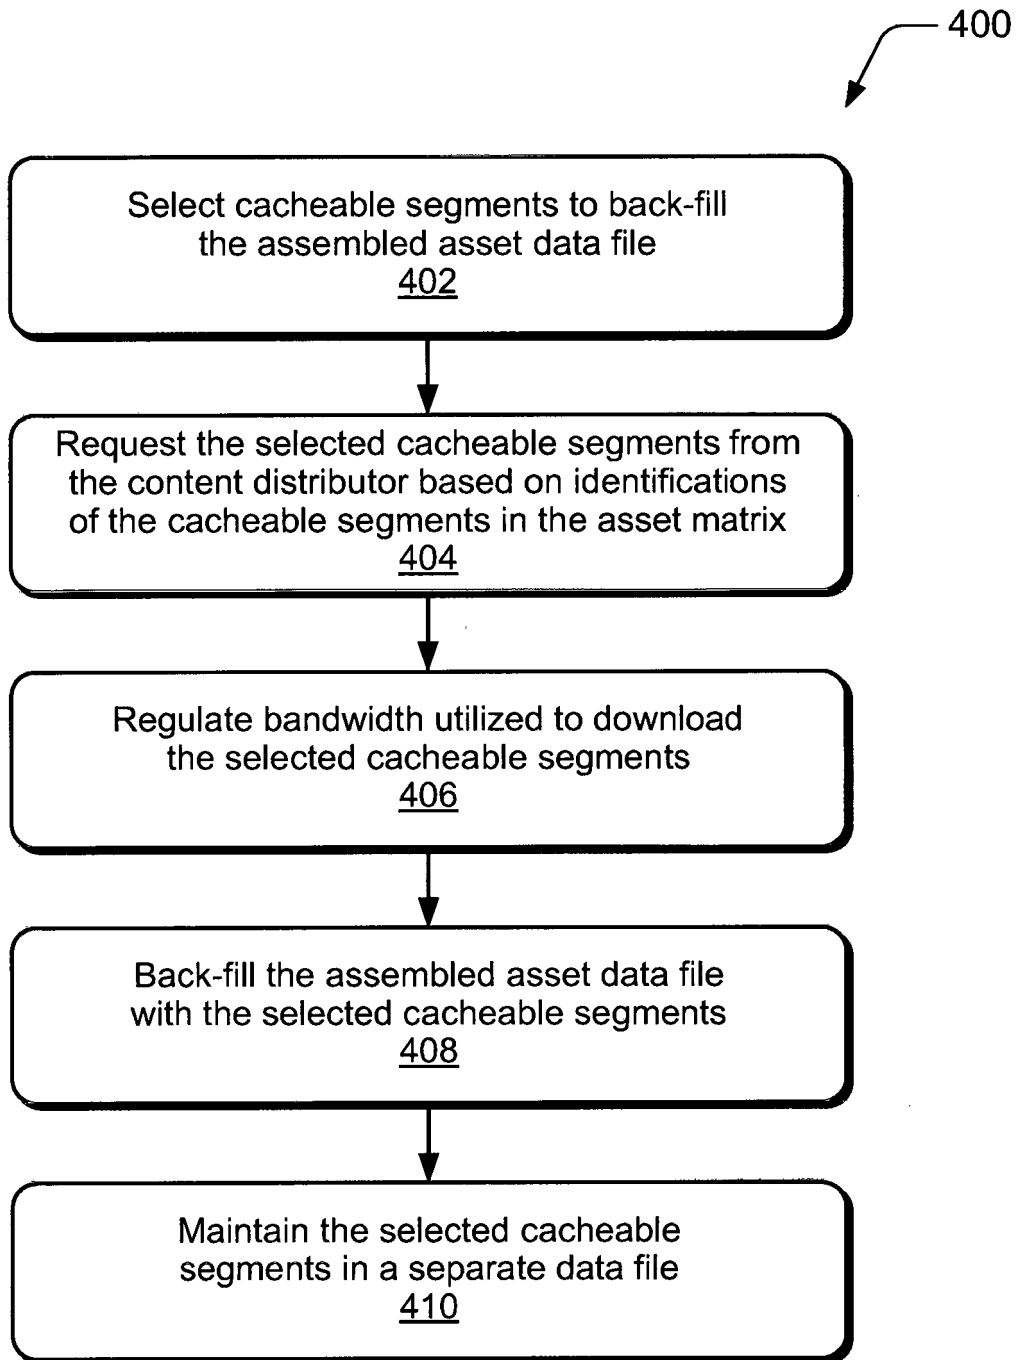 400
Select cacheable segments to back-fill
the assembled asset data file
402
Request the selected cacheable segments from
the content distributor based on identifications
of the cacheable segments in the asset matrix
404
Regulate bandwidth utilized to download
the selected cacheable segments
406
Back-fill the assembled asset data file
with the selected cacheable segments
408
Maintain the selected cacheable
segments in a separate data file
410